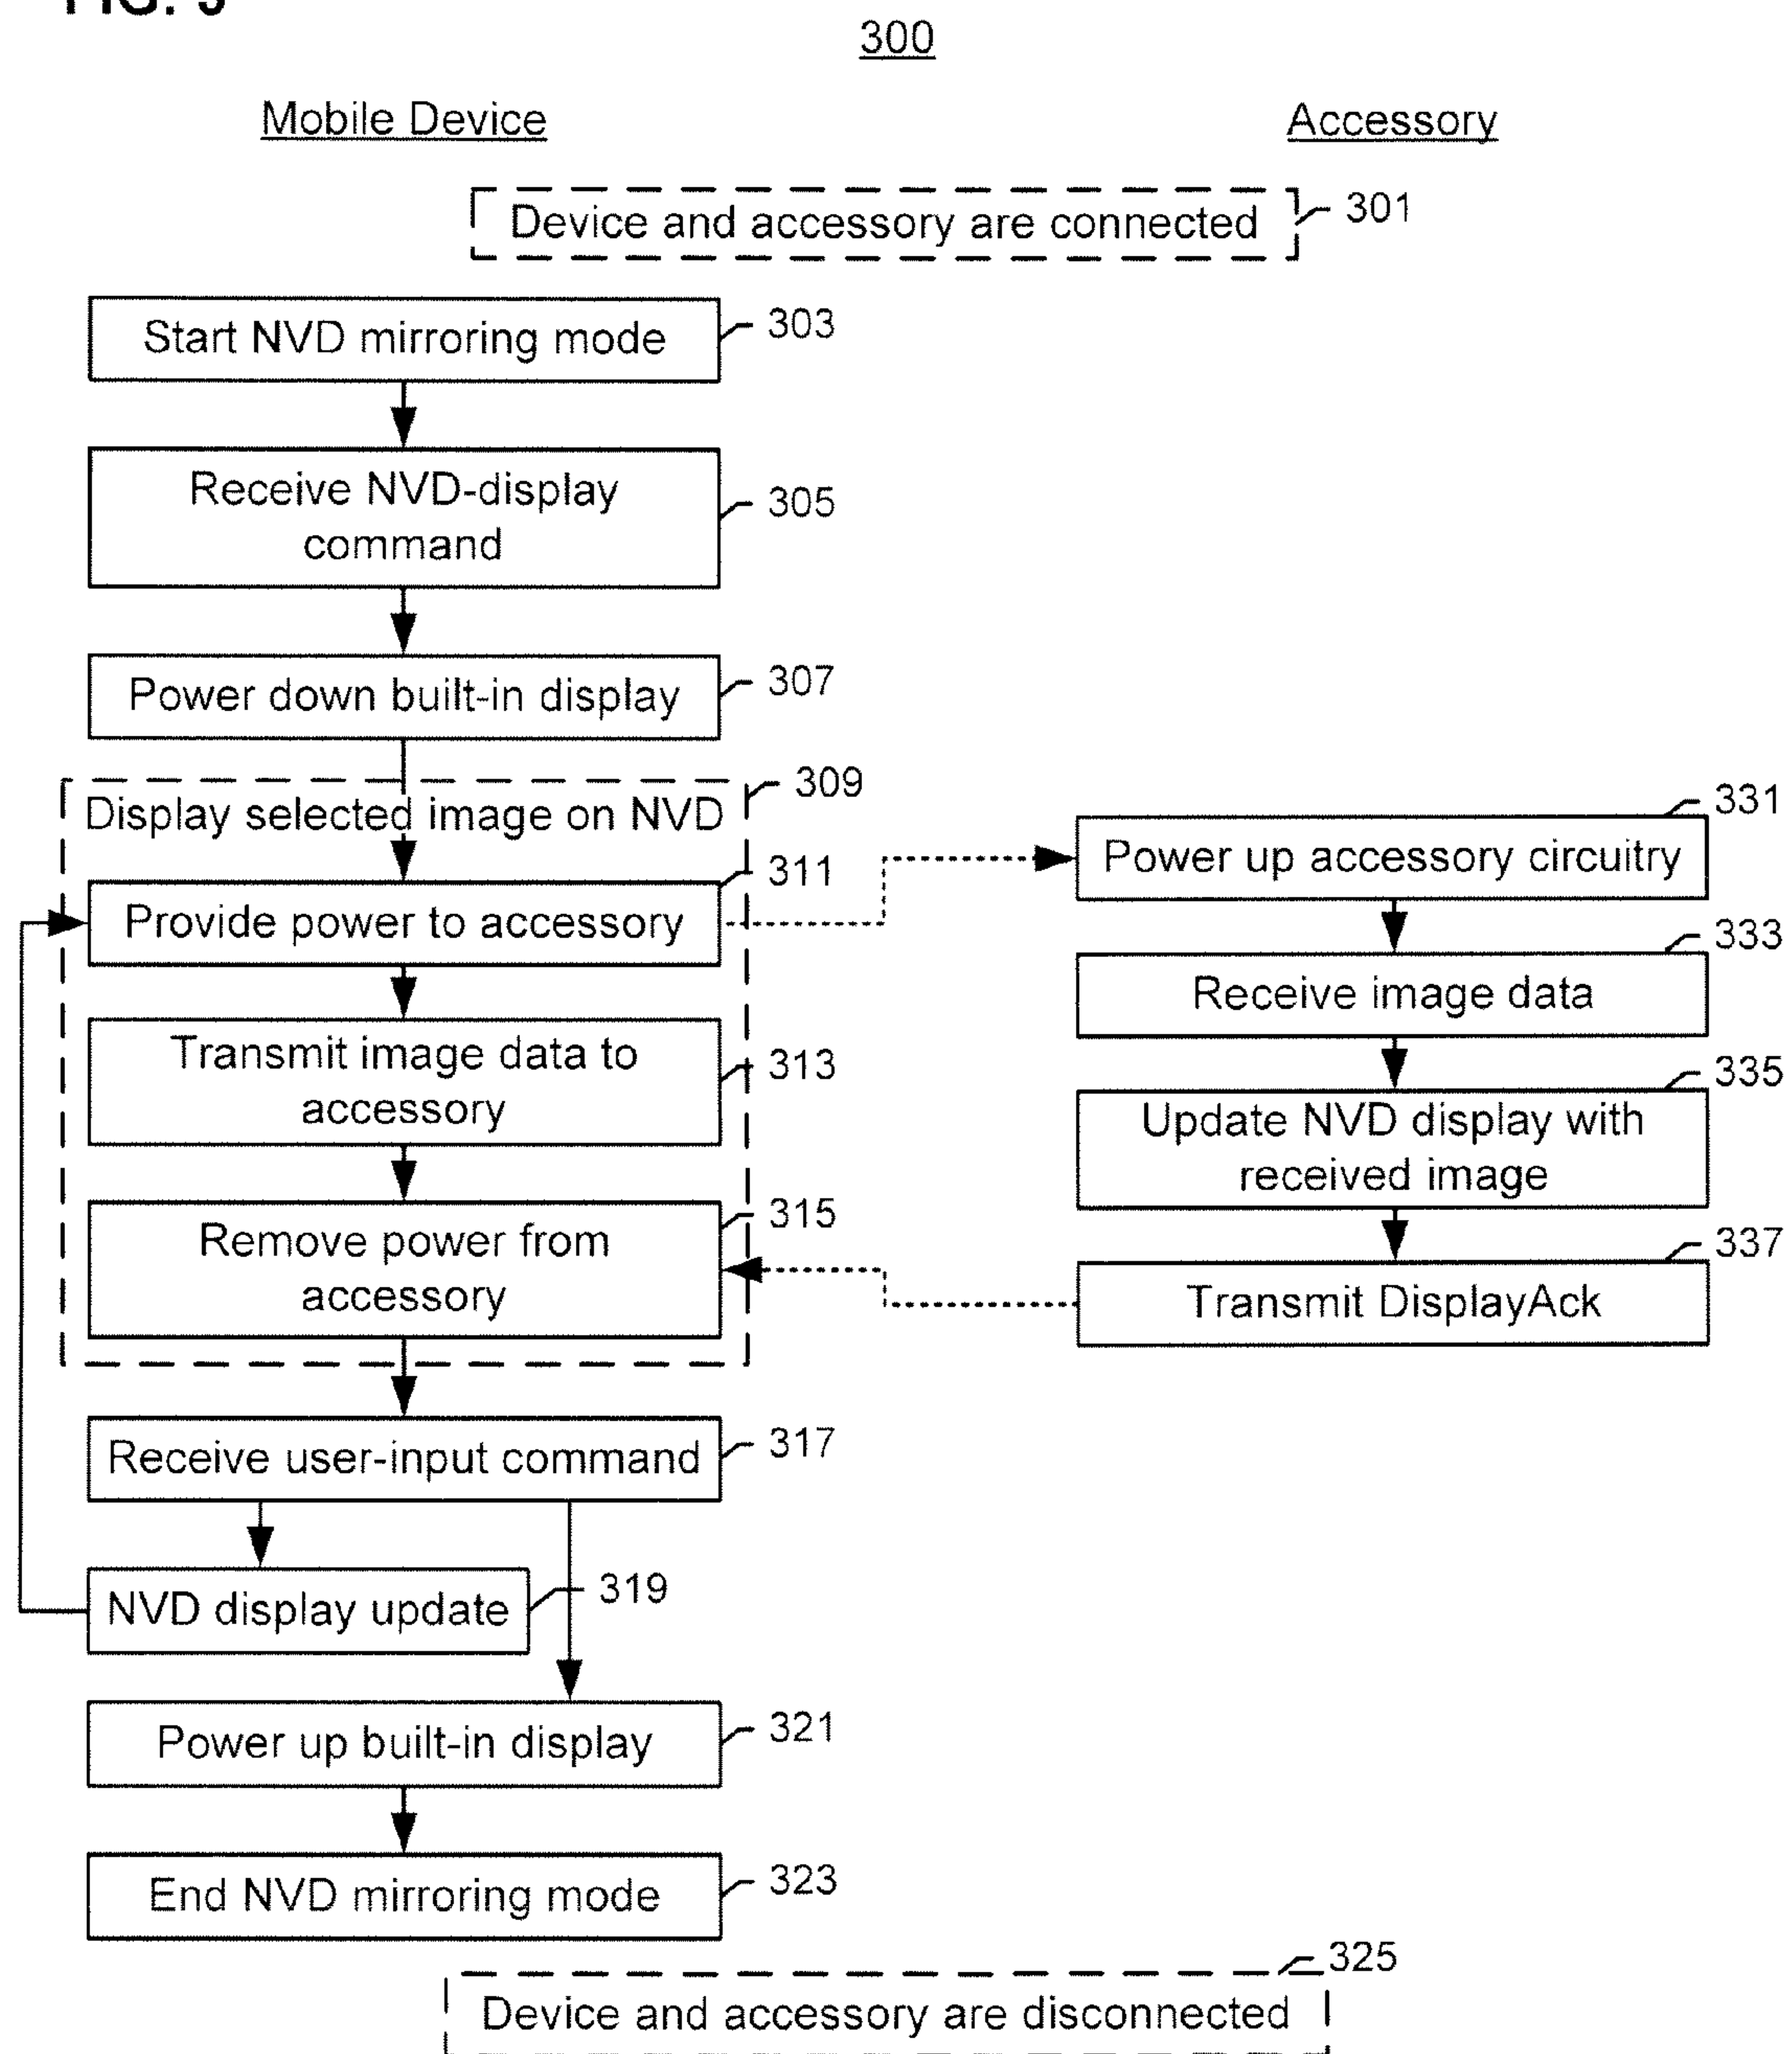 300
Mobile Device
Accessory
Device and accessory are connected
301
Start NVD mirroring mode
303
Receive NVD-display
command
305
Power down built-in display
307
Display selected image on NVD
309
Provide power to accessory
311
Transmit image data to
accessory
313
Remove power from
accessory
315
Receive user-input command
317
NVD display update
319
Power up built-in display
321
End NVD mirroring mode
323
Power up accessory circuitry
331
Receive image data
333
Update NVD display with
received image
335
Transmit DisplayAck
337
Device and accessory are disconnected
325